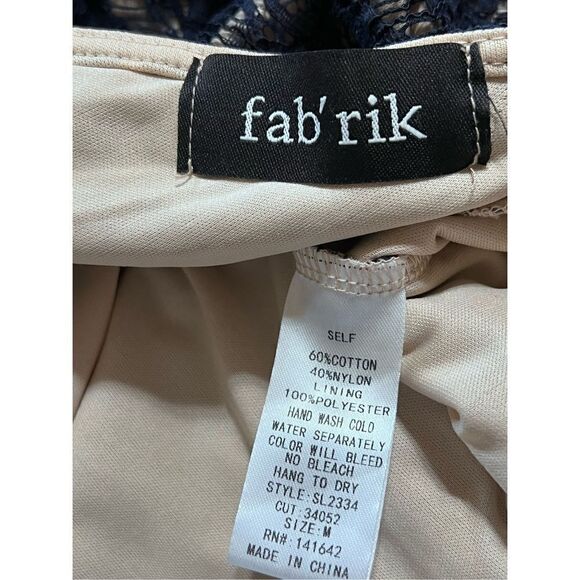 fab'rik
SELF
60%COTTON
40%NYLON
LINING
100%POLYESTER
HAND WASH COLD
WATER SEPARATELY
COLOR WILL BLEED
NO BLEACH
HANG TO DRY
STYLE:SL2334
CUT:34052
SIZE:M
RN#:141642
MADE IN CHINA